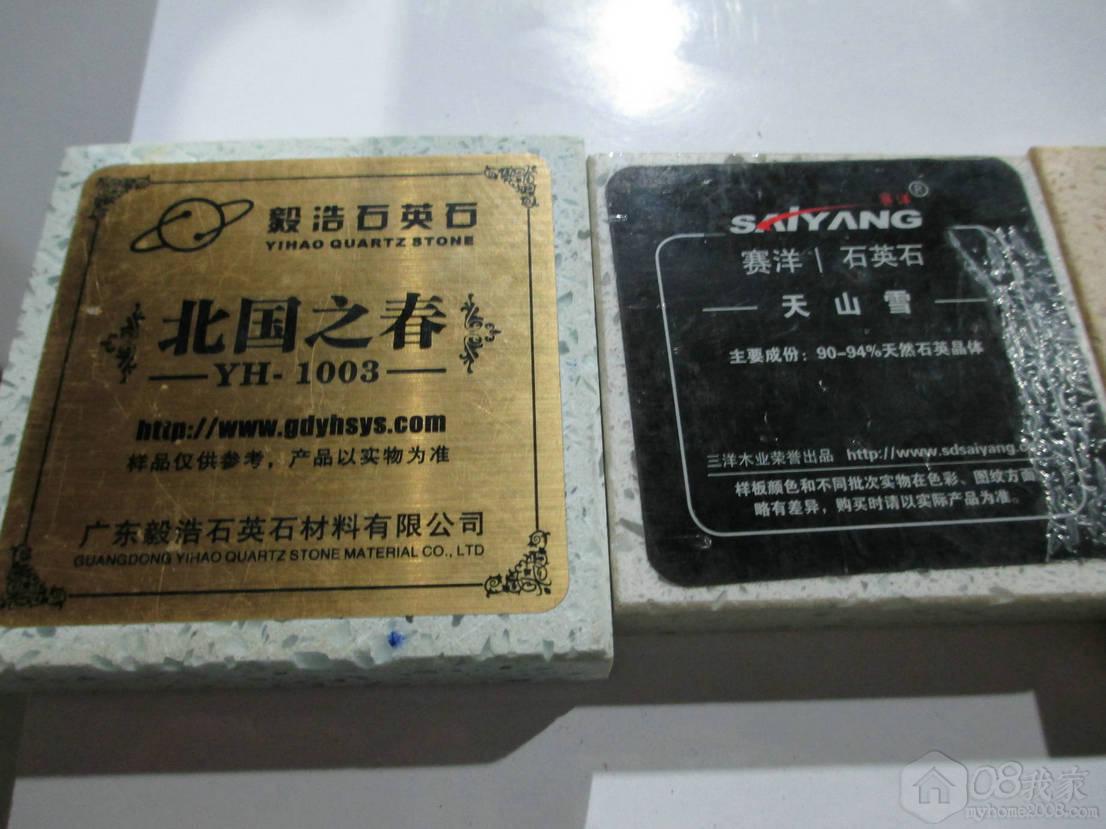 毅浩石英石
YIHAO QUARTZ STONE
北国之春
YH-1003
http://www.gdyhsys.com
样品仅供参考，产品以实物为准
广东毅浩石英石材料有限公司
GUANGDONG YIHAO QUARTZ STONE MATERIAL CO., LTD
赛洋®
SAIYANG
赛洋｜石英石
天山雪
主要成份：90-94%天然石英晶体
三洋木业荣誉出品 http://www.sdsaiyang.c
样板颜色和不同批次实物在色彩、图纹方面
略有差异，购买时请以实际产品为准。
08我家
myhome2008.com